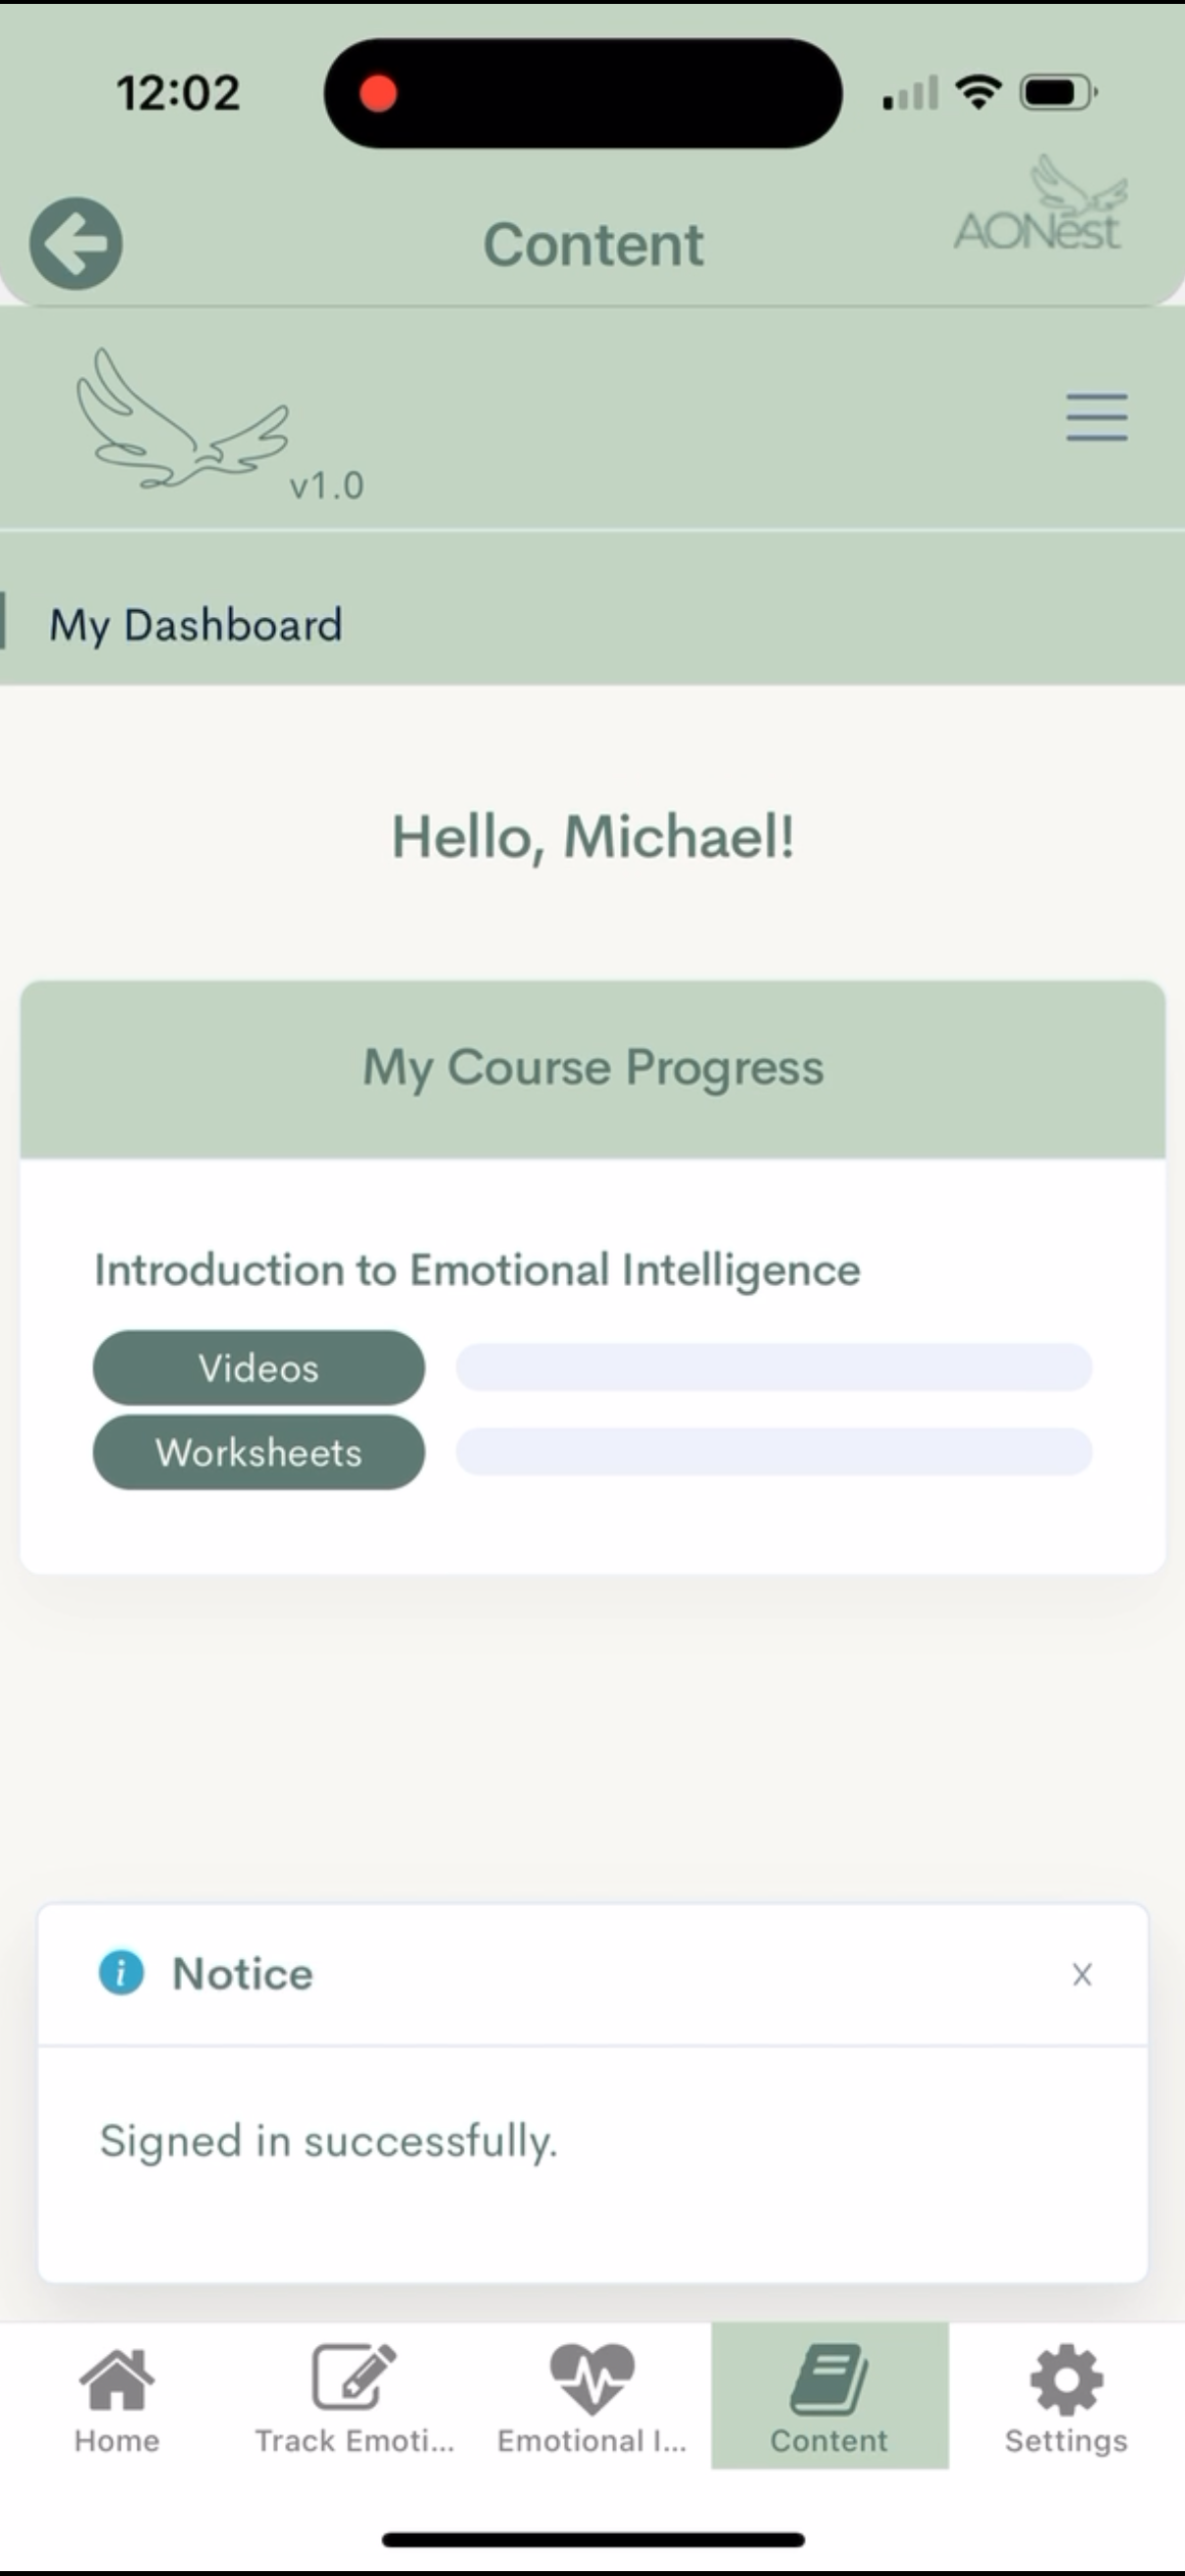 12:02
Content
AONest
v1.0
My Dashboard
Hello, Michael!
My Course Progress
Introduction to Emotional Intelligence
Videos
Worksheets
Notice
x
Signed in successfully.
Home
Track Emoti...
Emotional I...
Content
Settings